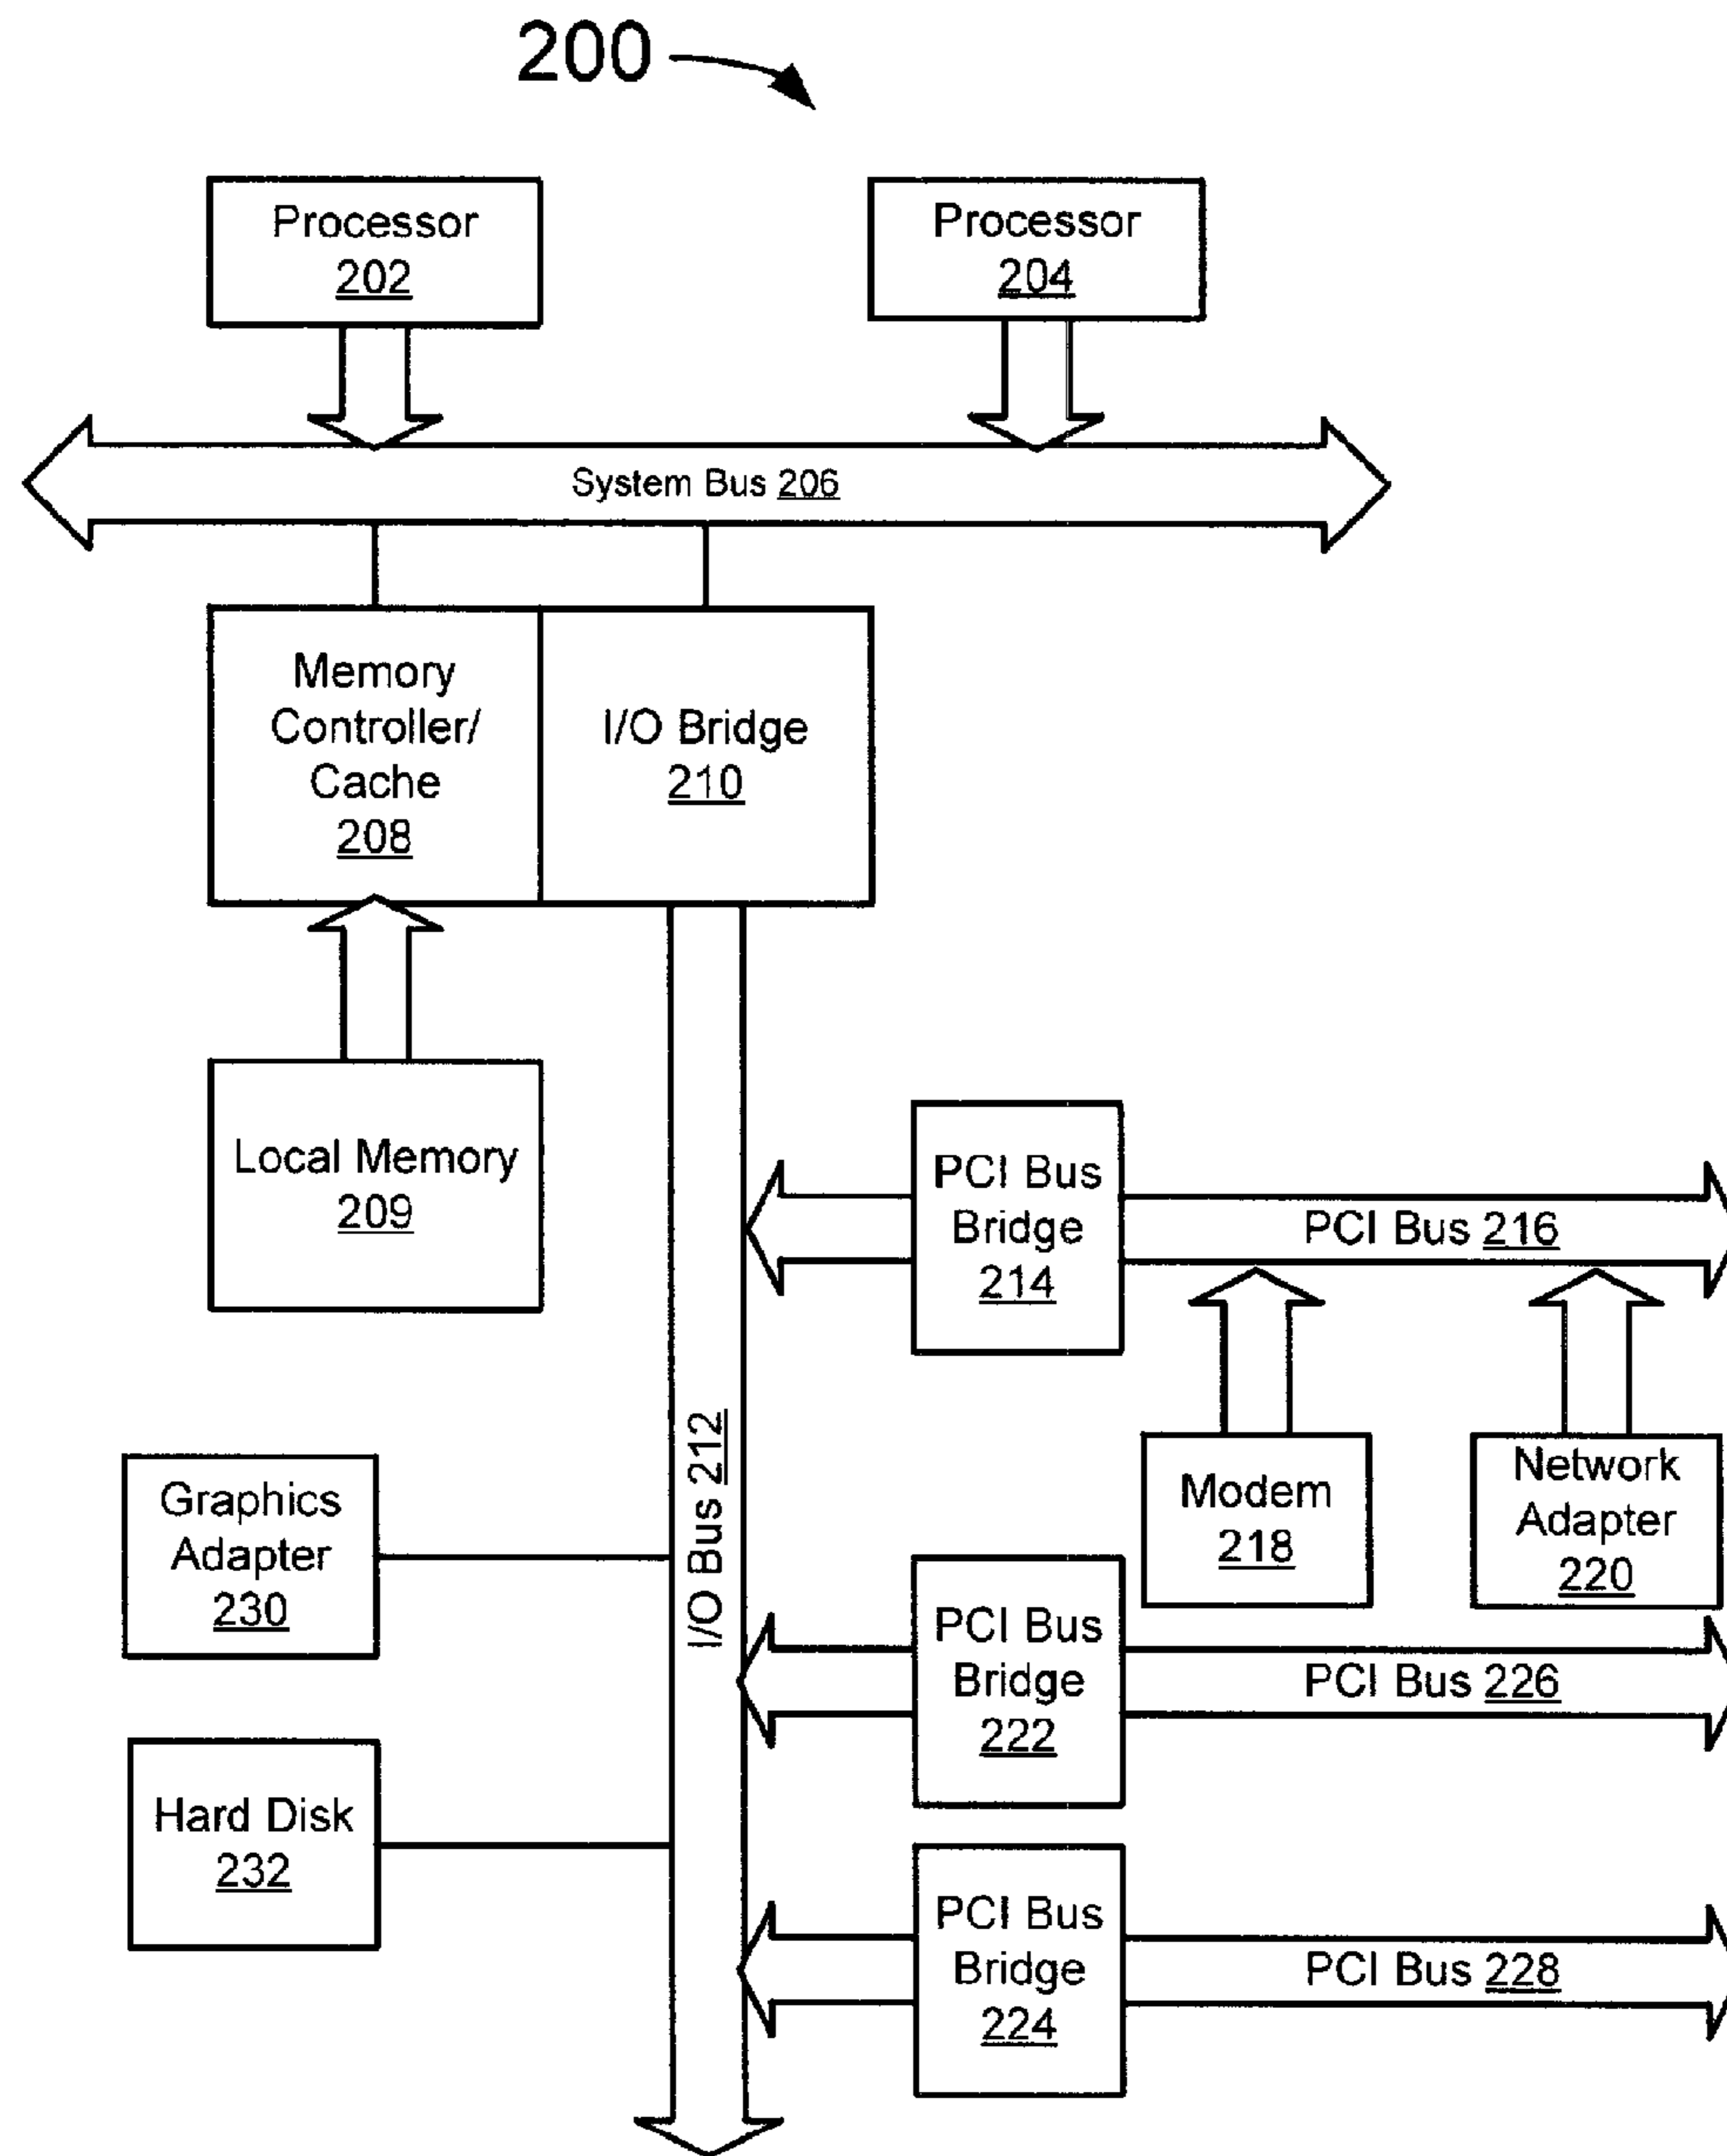 200
Processor
202
Processor
204
System Bus 206
Memory
Controller/
Cache
208
I/O Bridge
210
Local Memory
209
PCI Bus
Bridge
214
PCI Bus 216
Modem
218
Network
Adapter
220
I/O Bus 212
Graphics
Adapter
230
PCI Bus
Bridge
222
PCI Bus 226
Hard Disk
232
PCI Bus
Bridge
224
PCI Bus 228